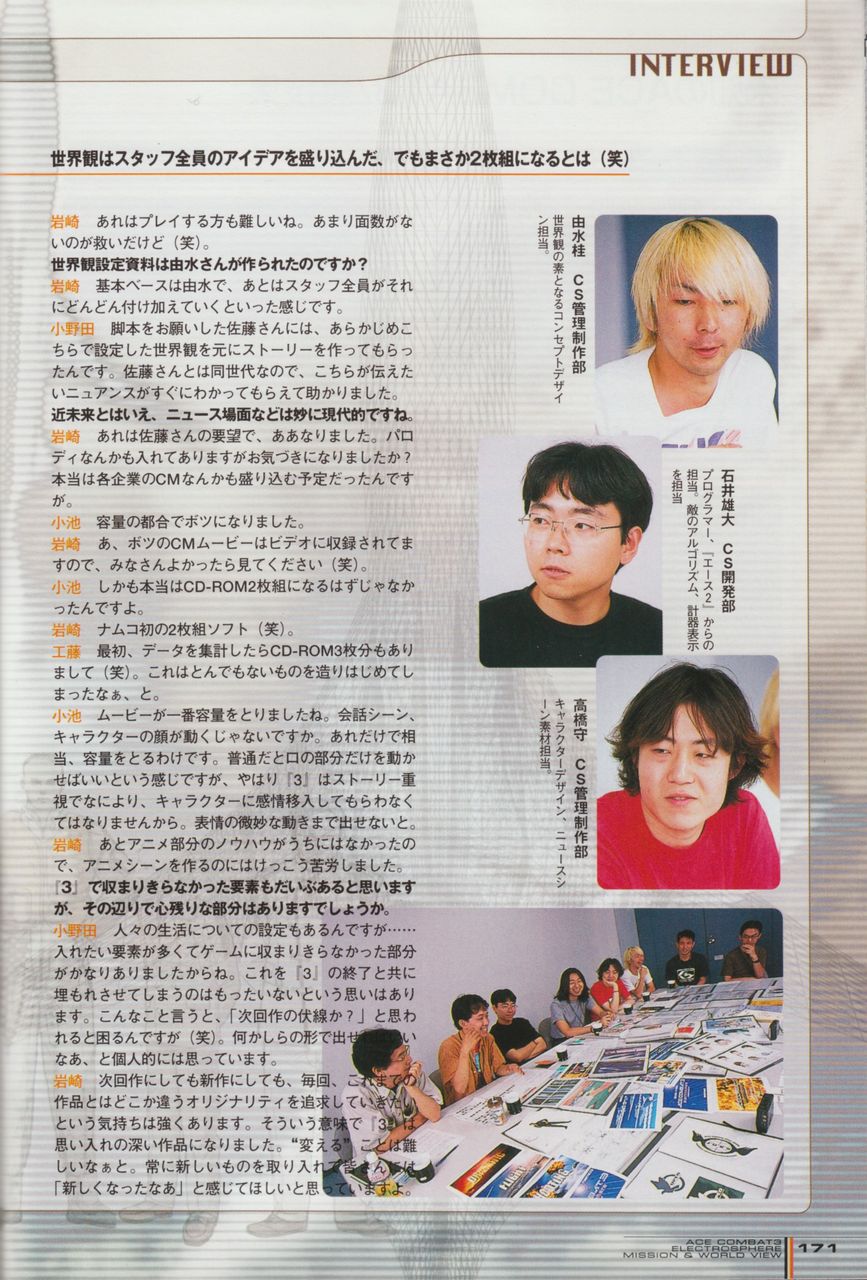 INTERVIEW
世界観はスタッフ全員のアイデアを盛り込んだ、でもまさか2枚組になるとは（笑）
岩崎　あれはプレイする方も難しいね。あまり面数がな
いのが救いだけど（笑）。
世界観設定資料は由水さんが作られたのですか？
岩崎　基本ベースは由水で、あとはスタッフ全員がそれ
にどんどん付け加えていくといった感じです。
小野田　脚本をお願いした佐藤さんには、あらかじめこ
ちらで設定した世界観を元にストーリーを作ってもらっ
たんです。佐藤さんとは同世代なので、こちらが伝えた
いニュアンスがすぐにわかってもらえて助かりました。
近未来とはいえ、ニュース場面などは妙に現代的ですね。
岩崎　あれは佐藤さんの要望で、ああなりました。パロ
ディなんかも入れてありますがお気づきになりましたか？
本当は各企業のCMなんかも盛り込む予定だったんです
が。
小池　容量の都合でボツになりました。
岩崎　あ、ボツのCMムービーはビデオに収録されてま
すので、みなさんよかったら見てください（笑）。
小池　しかも本当はCD-ROM2枚組になるはずじゃなか
ったんですよ。
岩崎　ナムコ初の2枚組ソフト（笑）。
工藤　最初、データを集計したらCD-ROM3枚分もあり
まして（笑）。これはとんでもないものを造りはじめてし
まったなぁ、と。
小池　ムービーが一番容量をとりましたね。会話シーン、
キャラクターの顔が動くじゃないですか。あれだけで相
当、容量をとるわけです。普通だと口の部分だけを動か
せばいいという感じですが、やはり『3』はストーリー重
視でなにより、キャラクターに感情移入してもらわなく
てはなりませんから。表情の微妙な動きまで出せないと。
岩崎　あとアニメ部分のノウハウがうちにはなかったの
で、アニメシーンを作るのにはけっこう苦労しました。
『3』で収まりきらなかった要素もだいぶあると思います
が、その辺りで心残りな部分はありますでしょうか。
小野田　人々の生活についての設定もあるんですが……
入れたい要素が多くてゲームに収まりきらなかった部分
がかなりありましたからね。これを『3』の終了と共に
埋もれさせてしまうのはもったいないという思いはあり
ます。こんなこと言うと、「次回作の伏線か？」と思わ
れると困るんですが（笑）。何かしらの形で出せればいい
なあ、と個人的には思っています。
岩崎　次回作にしても新作にしても、毎回、これまでの
作品とはどこか違うオリジナリティを追求していきたい
という気持ちは強くあります。そういう意味で『3』は
思い入れの深い作品になりました。“変える”ことは難
しいなぁと。常に新しいものを取り入れて皆さんには
「新しくなったなあ」と感じてほしいと思っていますよ。
由水桂　CS管理制作部
世界観の素となるコンセプトデザイ
ン担当。
石井雄大　CS開発部
プログラマー、『エース2』からの
担当。敵のアルゴリズム、計器表示
を担当
高橋守　CS管理制作部
キャラクターデザイン、ニュースシ
ーン素材担当。
ACE COMBAT3
ELECTROSPHERE
MISSION & WORLD VIEW
171